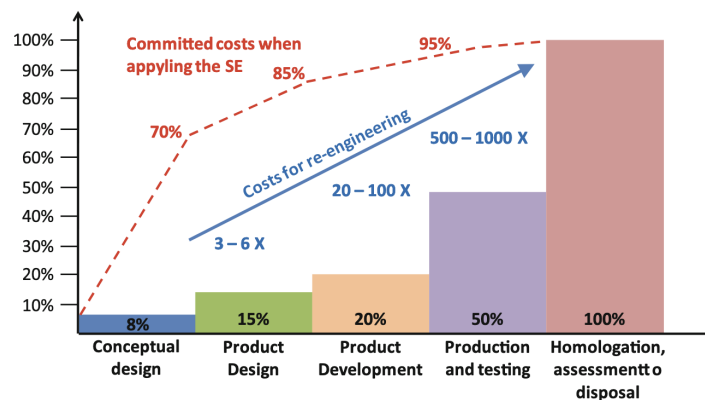 Committed costs when
appyling the SE
100%
90%
80%
70%
60%
50%
40%
30%
20%
10%
70%
85%
95%
Costs for re-engineering
3 – 6 X
20 – 100 X
500 – 1000 X
8%
15%
20%
50%
100%
Conceptual
design
Product
Design
Product
Development
Production
and testing
Homologation,
assessmentto
disposal